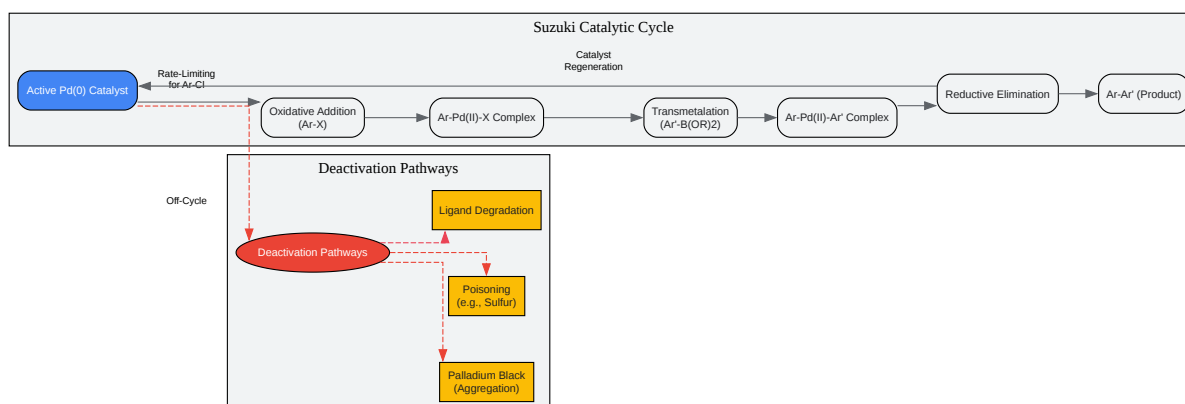 Suzuki Catalytic Cycle
Catalyst
Regeneration
Rate-Limiting
for Ar-Cl
Active Pd(0) Catalyst
Oxidative Addition
(Ar-X)
Ar-Pd(II)-X Complex
Transmetalation
(Ar'-B(OR)2)
Ar-Pd(II)-Ar' Complex
Reductive Elimination
Ar-Ar' (Product)
Deactivation Pathways
Off-Cycle
Ligand Degradation
Deactivation Pathways
Poisoning
(e.g., Sulfur)
Palladium Black
(Aggregation)